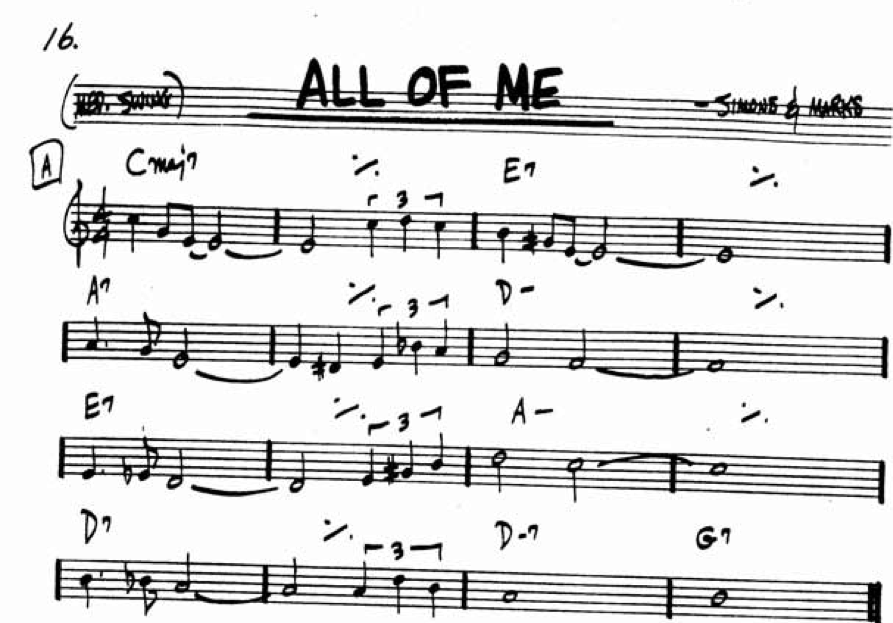 16.
ALL OF ME
(MED. SWING) - SIMONS & MARKS
A Cmaj7 ٪ E7 ٪
3
A7 ٪ D- ٪
3
E7 ٪ A- ٪
3
D7 ٪ D-7 G7
3